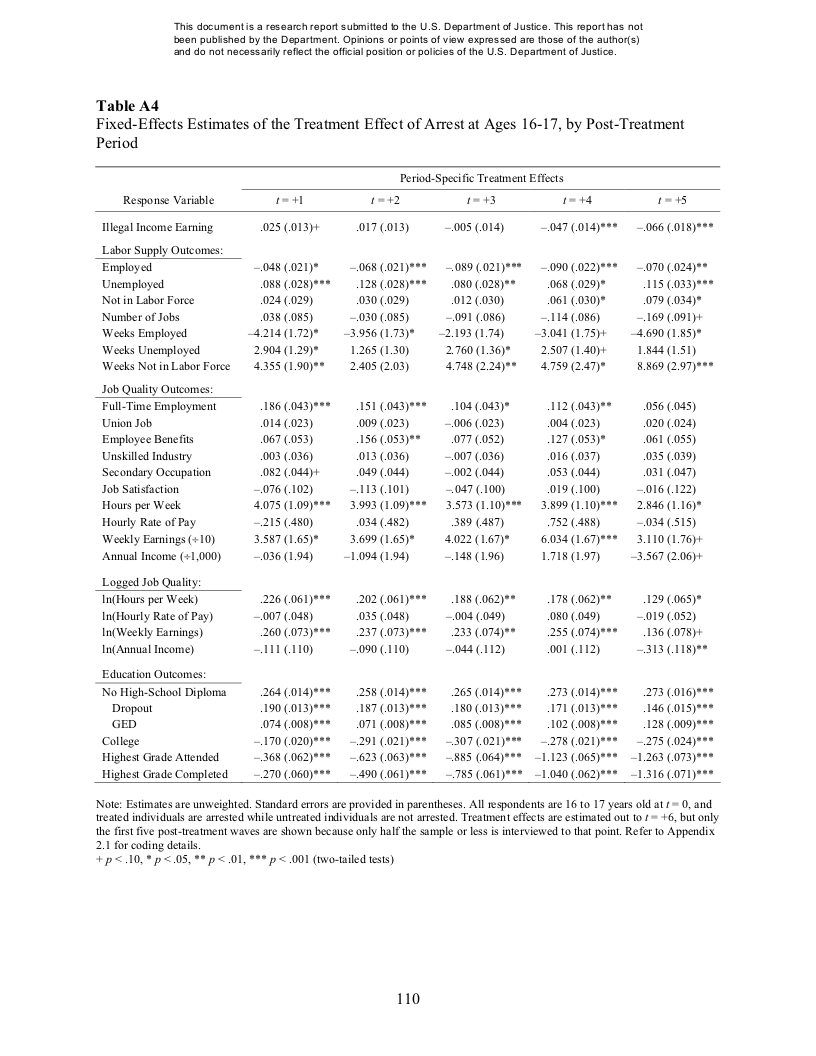 This document is a research report submitted to the U.S. Department of Justice. This report has not
been published by the Department. Opinions or points of view expressed are those of the author(s)
and do not necessarily reflect the official position or policies of the U.S. Department of Justice.
Table A4
Fixed-Effects Estimates of the Treatment Effect of Arrest at Ages 16-17, by Post-Treatment
Period
Period-Specific Treatment Effects
Response Variable t = +1 t = +2 t = +3 t = +4 t = +5
Illegal Income Earning .025 (.013)+ .017 (.013) –.005 (.014) –.047 (.014)*** –.066 (.018)***
Labor Supply Outcomes:
Employed –.048 (.021)* –.068 (.021)*** –.089 (.021)*** –.090 (.022)*** –.070 (.024)**
Unemployed .088 (.028)*** .128 (.028)*** .080 (.028)** .068 (.029)* .115 (.033)***
Not in Labor Force .024 (.029) .030 (.029) .012 (.030) .061 (.030)* .079 (.034)*
Number of Jobs .038 (.085) –.030 (.085) –.091 (.086) –.114 (.086) –.169 (.091)+
Weeks Employed –4.214 (1.72)* –3.956 (1.73)* –2.193 (1.74) –3.041 (1.75)+ –4.690 (1.85)*
Weeks Unemployed 2.904 (1.29)* 1.265 (1.30) 2.760 (1.36)* 2.507 (1.40)+ 1.844 (1.51)
Weeks Not in Labor Force 4.355 (1.90)** 2.405 (2.03) 4.748 (2.24)** 4.759 (2.47)* 8.869 (2.97)***
Job Quality Outcomes:
Full-Time Employment .186 (.043)*** .151 (.043)*** .104 (.043)* .112 (.043)** .056 (.045)
Union Job .014 (.023) .009 (.023) –.006 (.023) .004 (.023) .020 (.024)
Employee Benefits .067 (.053) .156 (.053)** .077 (.052) .127 (.053)* .061 (.055)
Unskilled Industry .003 (.036) .013 (.036) –.007 (.036) .016 (.037) .035 (.039)
Secondary Occupation .082 (.044)+ .049 (.044) –.002 (.044) .053 (.044) .031 (.047)
Job Satisfaction –.076 (.102) –.113 (.101) –.047 (.100) .019 (.100) –.016 (.122)
Hours per Week 4.075 (1.09)*** 3.993 (1.09)*** 3.573 (1.10)*** 3.899 (1.10)*** 2.846 (1.16)*
Hourly Rate of Pay –.215 (.480) .034 (.482) .389 (.487) .752 (.488) –.034 (.515)
Weekly Earnings (÷10) 3.587 (1.65)* 3.699 (1.65)* 4.022 (1.67)* 6.034 (1.67)*** 3.110 (1.76)+
Annual Income (÷1,000) –.036 (1.94) –1.094 (1.94) –.148 (1.96) 1.718 (1.97) –3.567 (2.06)+
Logged Job Quality:
ln(Hours per Week) .226 (.061)*** .202 (.061)*** .188 (.062)** .178 (.062)** .129 (.065)*
ln(Hourly Rate of Pay) –.007 (.048) .035 (.048) –.004 (.049) .080 (.049) –.019 (.052)
ln(Weekly Earnings) .260 (.073)*** .237 (.073)*** .233 (.074)** .255 (.074)*** .136 (.078)+
ln(Annual Income) –.111 (.110) –.090 (.110) –.044 (.112) .001 (.112) –.313 (.118)**
Education Outcomes:
No High-School Diploma .264 (.014)*** .258 (.014)*** .265 (.014)*** .273 (.014)*** .273 (.016)***
Dropout .190 (.013)*** .187 (.013)*** .180 (.013)*** .171 (.013)*** .146 (.015)***
GED .074 (.008)*** .071 (.008)*** .085 (.008)*** .102 (.008)*** .128 (.009)***
College –.170 (.020)*** –.291 (.021)*** –.307 (.021)*** –.278 (.021)*** –.275 (.024)***
Highest Grade Attended –.368 (.062)*** –.623 (.063)*** –.885 (.064)*** –1.123 (.065)*** –1.263 (.073)***
Highest Grade Completed –.270 (.060)*** –.490 (.061)*** –.785 (.061)*** –1.040 (.062)*** –1.316 (.071)***
Note: Estimates are unweighted. Standard errors are provided in parentheses. All respondents are 16 to 17 years old at t = 0, and
treated individuals are arrested while untreated individuals are not arrested. Treatment effects are estimated out to t = +6, but only
the first five post-treatment waves are shown because only half the sample or less is interviewed to that point. Refer to Appendix
2.1 for coding details.
+ p < .10, * p < .05, ** p < .01, *** p < .001 (two-tailed tests)
110